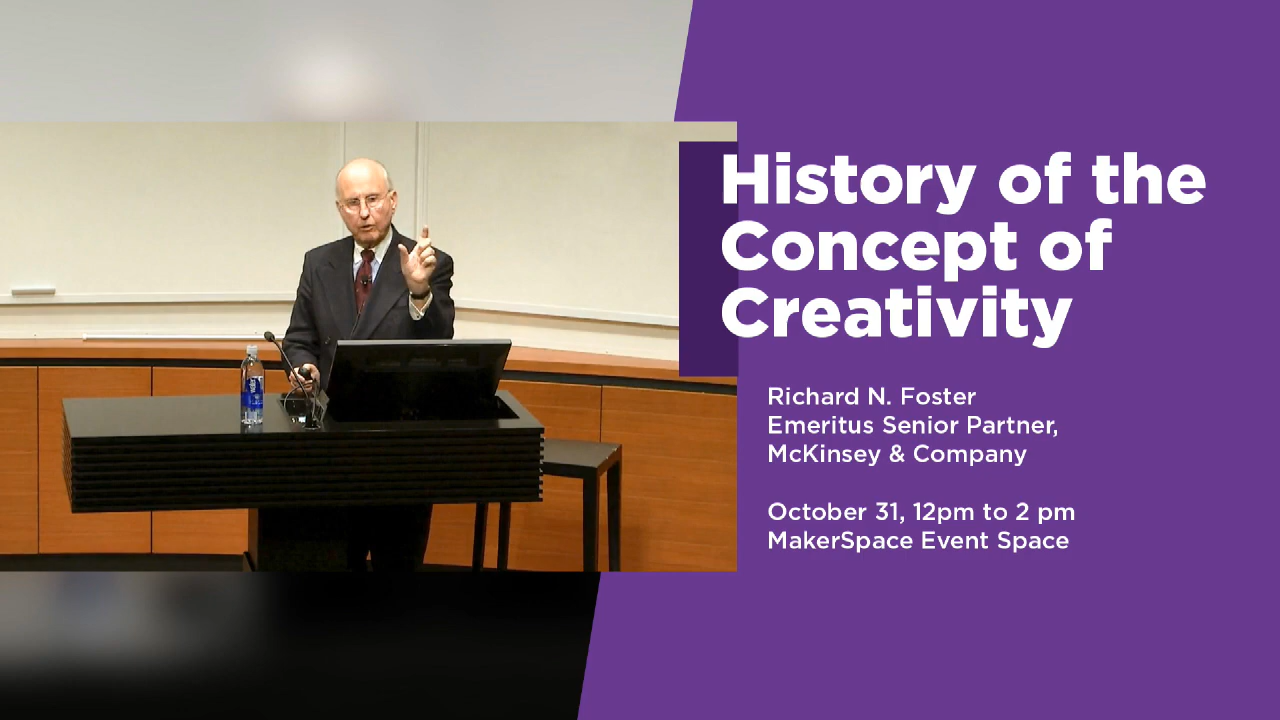 History of the
Concept of
Creativity
Richard N. Foster
Emeritus Senior Partner,
McKinsey & Company
October 31, 12pm to 2 pm
MakerSpace Event Space